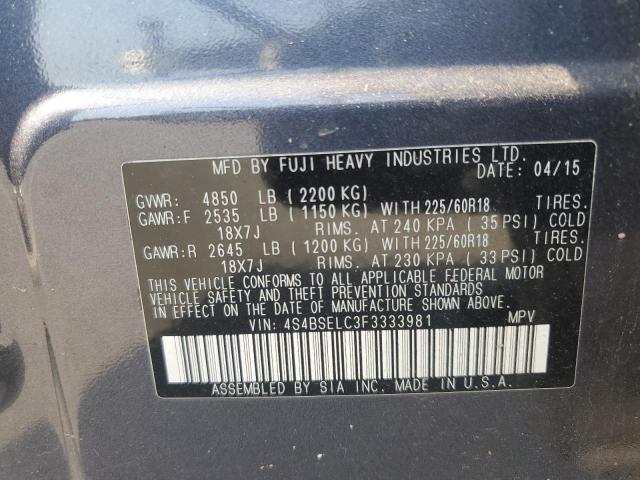 MFD BY FUJI HEAVY INDUSTRIES LTD.
DATE: 04/15
GVWR: 4850 LB (2200 KG)
GAWR:F 2535 LB (1150 KG) WITH 225/60R18 TIRES.
18X7J RIMS. AT 240 KPA (35 PSI) COLD
GAWR:R 2645 LB (1200 KG) WITH 225/60R18 TIRES.
18X7J RIMS. AT 230 KPA (33 PSI) COLD
THIS VEHICLE CONFORMS TO ALL APPLICABLE FEDERAL MOTOR
VEHICLE SAFETY AND THEFT PREVENTION STANDARDS
IN EFFECT ON THE DATE OF MANUFACTURE SHOWN ABOVE.
VIN: 4S4BSELC3F3333981 MPV
ASSEMBLED BY SIA INC. MADE IN U.S.A.